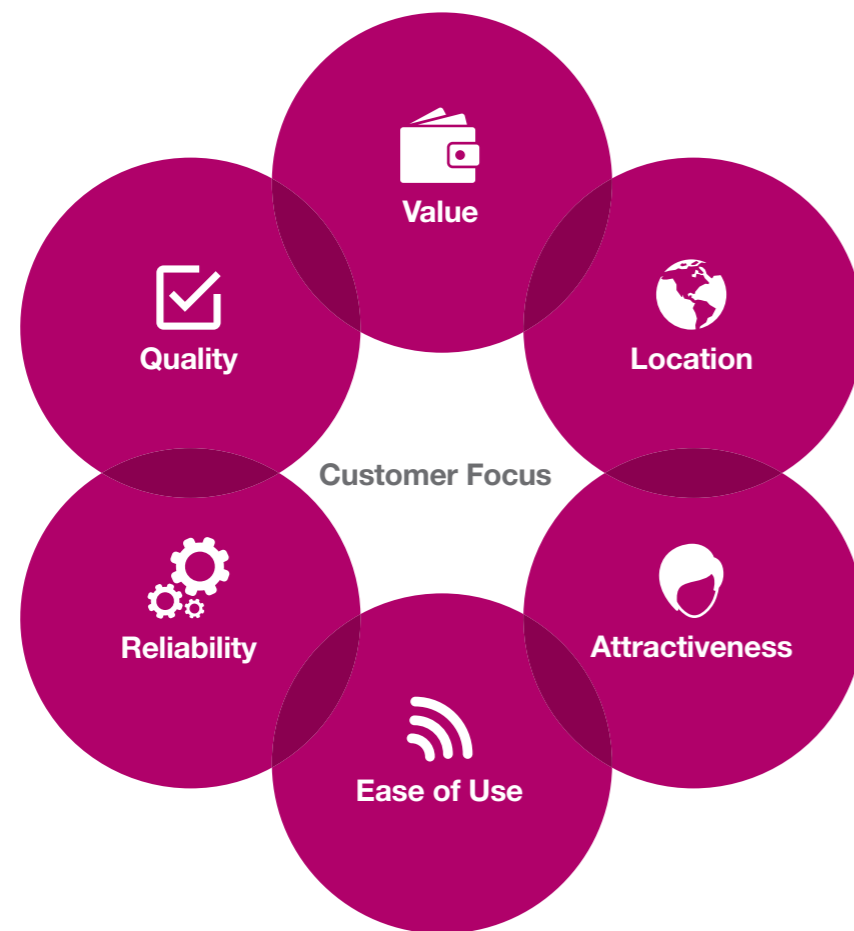 Value
Quality
Location
Customer Focus
Reliability
Attractiveness
Ease of Use